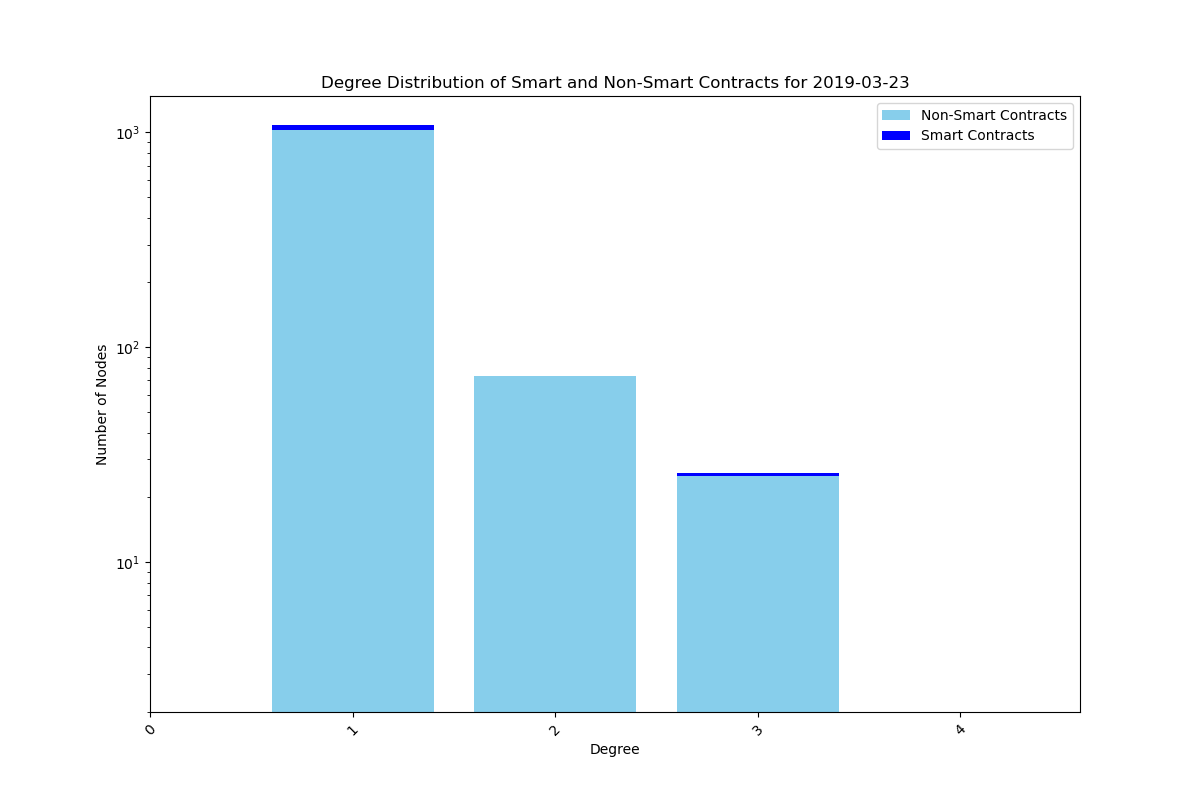 Degree Distribution of Smart and Non-Smart Contracts for 2019-03-23
Non-Smart Contracts
Smart Contracts
Number of Nodes
10³
10²
10¹
0
1
2
3
4
Degree